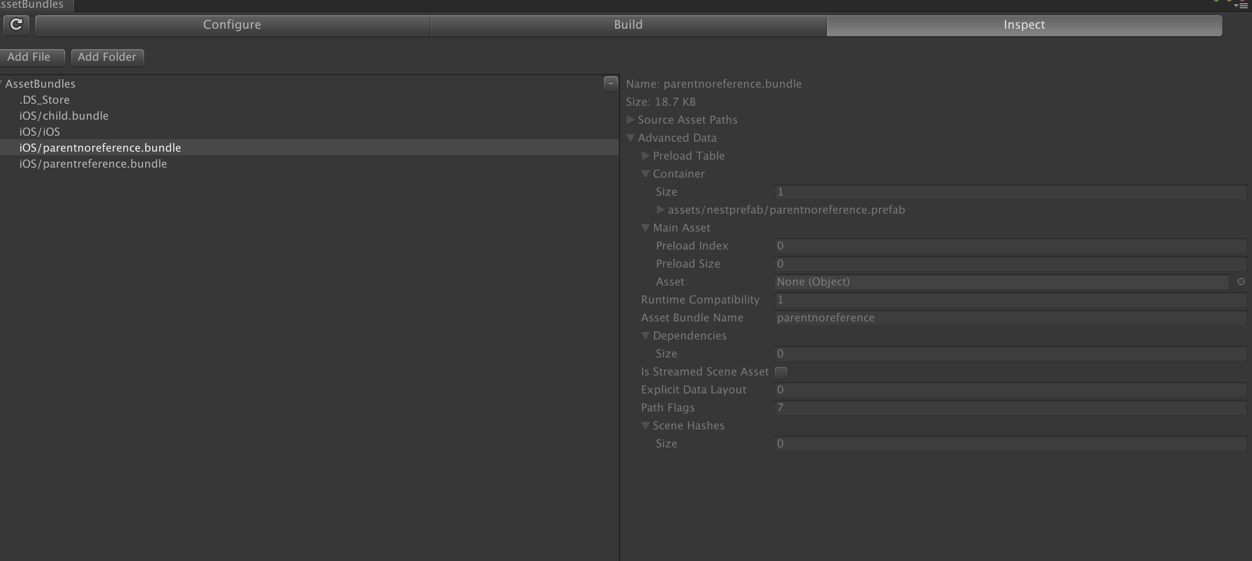 AssetBundles
Configure Build Inspect
Add File Add Folder
AssetBundles -
.DS_Store
iOS/child.bundle
iOS/iOS
iOS/parentnoreference.bundle
iOS/parentreference.bundle
Name: parentnoreference.bundle
Size: 18.7 KB
Source Asset Paths
Advanced Data
Preload Table
Container
Size 1
assets/nestprefab/parentnoreference.prefab
Main Asset
Preload Index 0
Preload Size 0
Asset None (Object)
Runtime Compatibility 1
Asset Bundle Name parentnoreference
Dependencies
Size 0
Is Streamed Scene Asset
Explicit Data Layout 0
Path Flags 7
Scene Hashes
Size 0